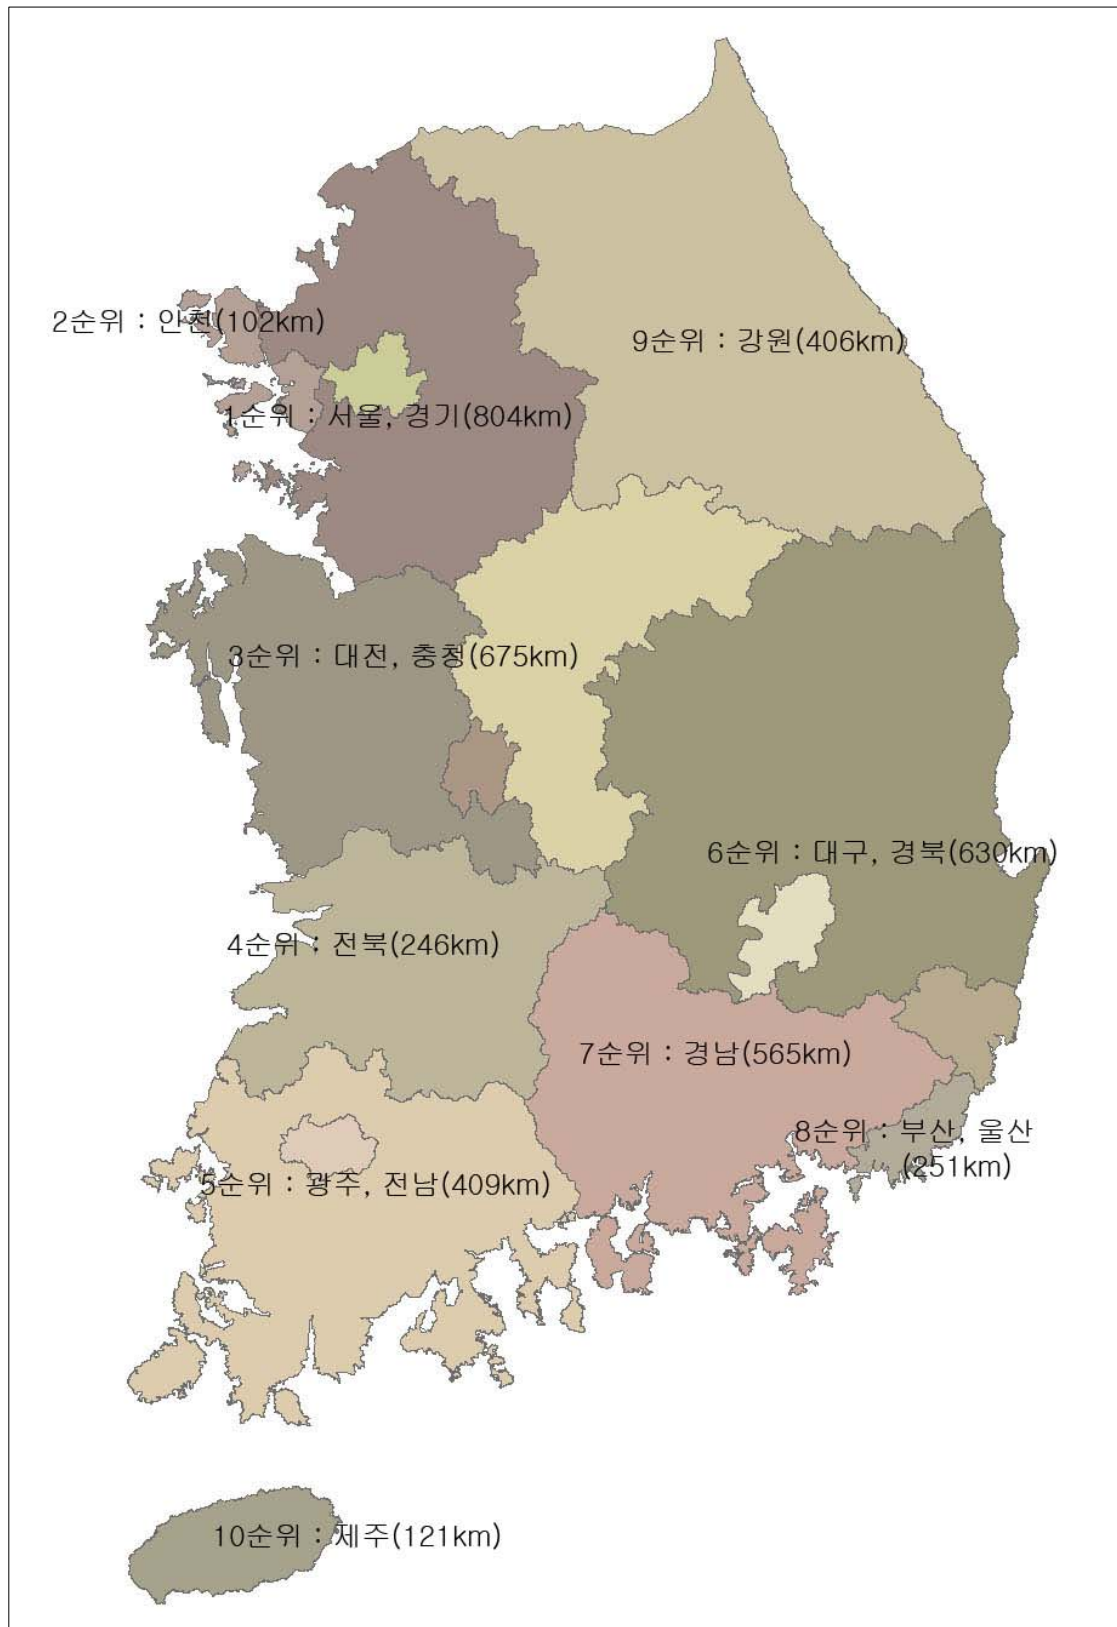 2순위 : 인천(102km)
9순위 : 강원(406km)
1순위 : 서울, 경기(804km)
3순위 : 대전, 충청(675km)
6순위 : 대구, 경북(630km)
4순위 : 전북(246km)
7순위 : 경남(565km)
8순위 : 부산, 울산
(251km)
5순위 : 광주, 전남(409km)
10순위 : 제주(121km)